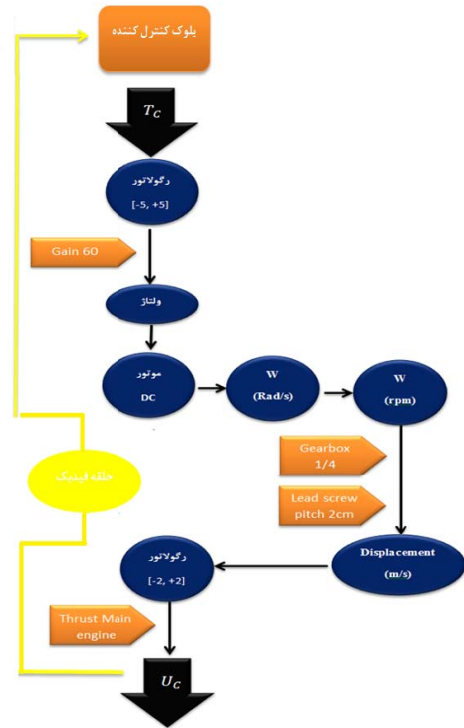 بلوک کنترل کننده
T_C
رگولاتور
[-5, +5]
Gain 60
ولتاژ
موتور
DC
W
(Rad/s)
W
(rpm)
Gearbox
1/4
Lead screw
pitch 2cm
حلقه فیدبک
رگولاتور
[-2, +2]
Displacement
(m/s)
Thrust Main
engine
U_C